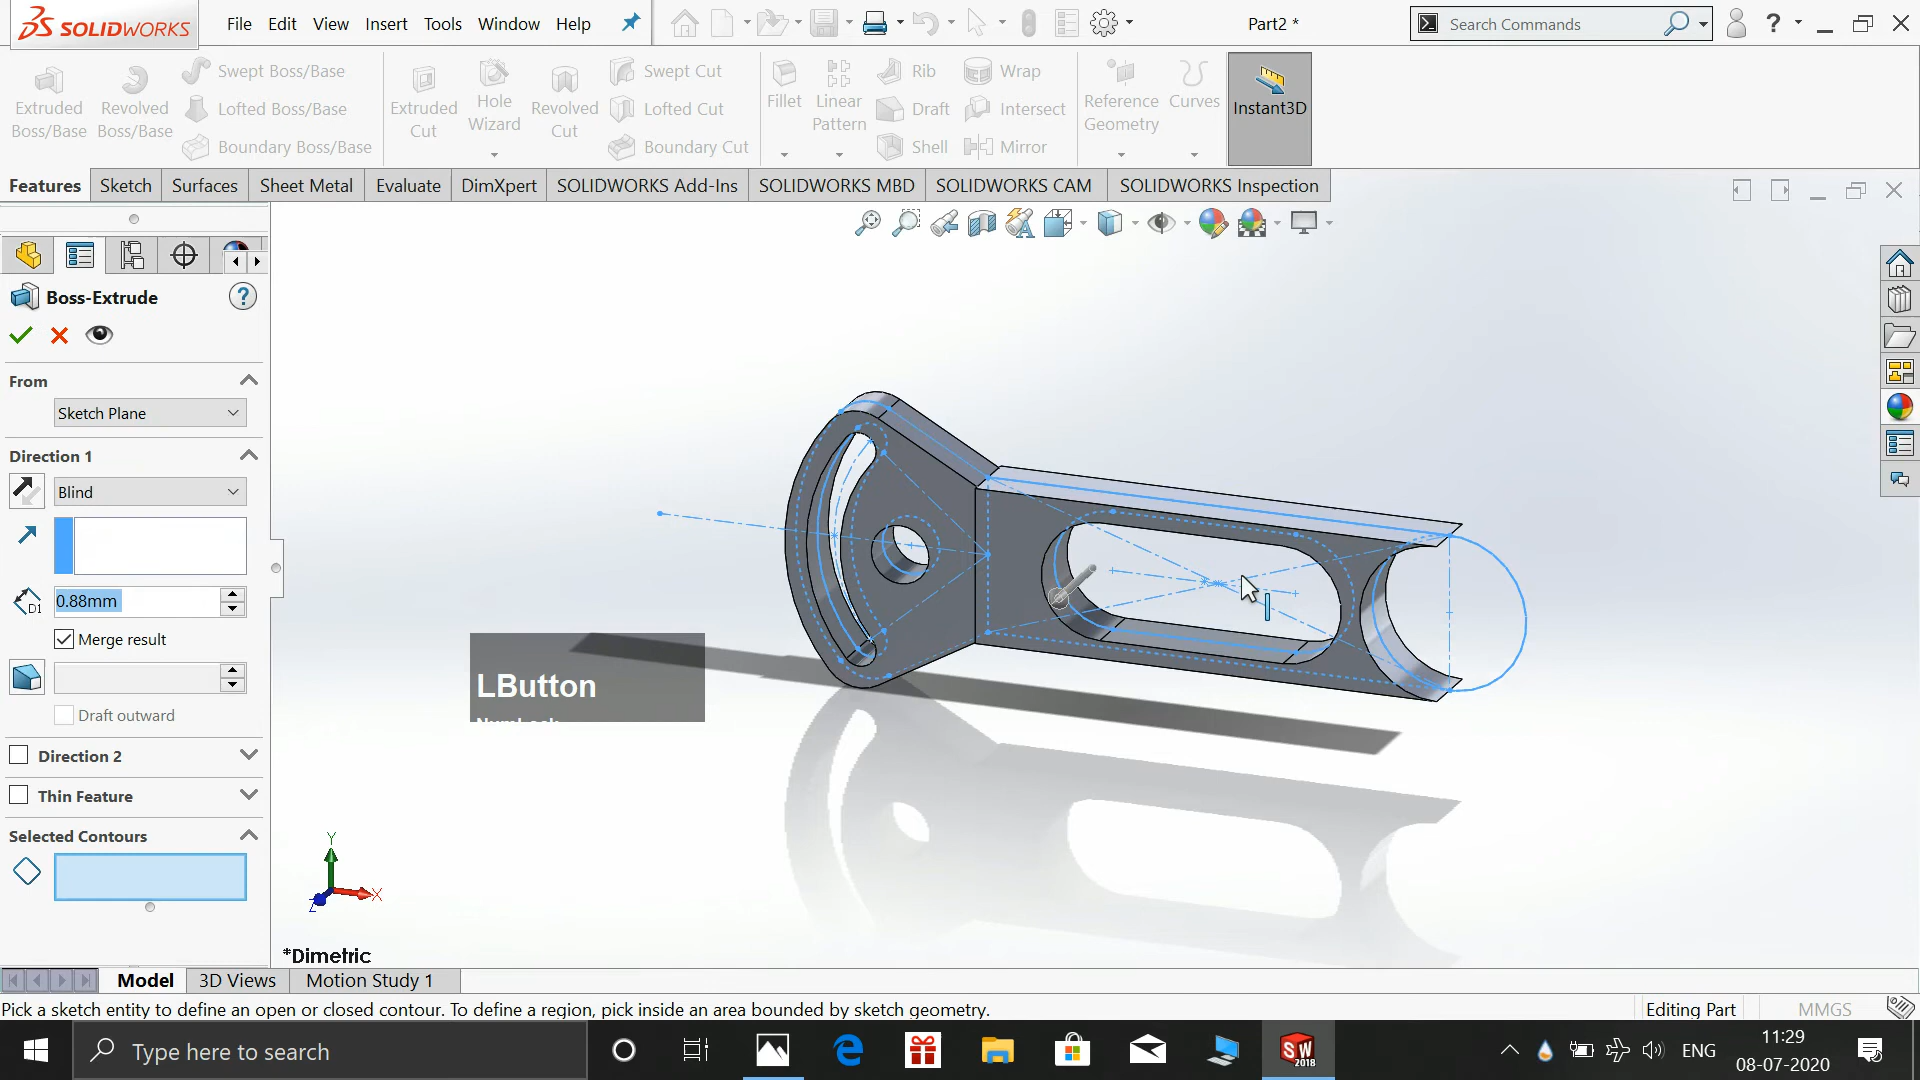 SOLIDWORKS
File Edit View Insert Tools Window Help
Part2 *
Search Commands
?
Extruded Boss/Base
Revolved Boss/Base
Swept Boss/Base
Lofted Boss/Base
Boundary Boss/Base
Extruded Cut
Hole Wizard
Revolved Cut
Swept Cut
Lofted Cut
Boundary Cut
Fillet
Linear Pattern
Rib
Draft
Shell
Wrap
Intersect
Mirror
Reference Geometry
Curves
Instant3D
Features Sketch Surfaces Sheet Metal Evaluate DimXpert SOLIDWORKS Add-Ins SOLIDWORKS MBD SOLIDWORKS CAM SOLIDWORKS Inspection
Boss-Extrude
?
From
Sketch Plane
Direction 1
Blind
D1
0.88mm
Merge result
Draft outward
Direction 2
Thin Feature
Selected Contours
LButton
NumLock
Y
X
Z
*Dimetric
Model 3D Views Motion Study 1
Pick a sketch entity to define an open or closed contour. To define a region, pick inside an area bounded by sketch geometry.
Editing Part
MMGS
Type here to search
SW
2018
ENG
11:29
08-07-2020